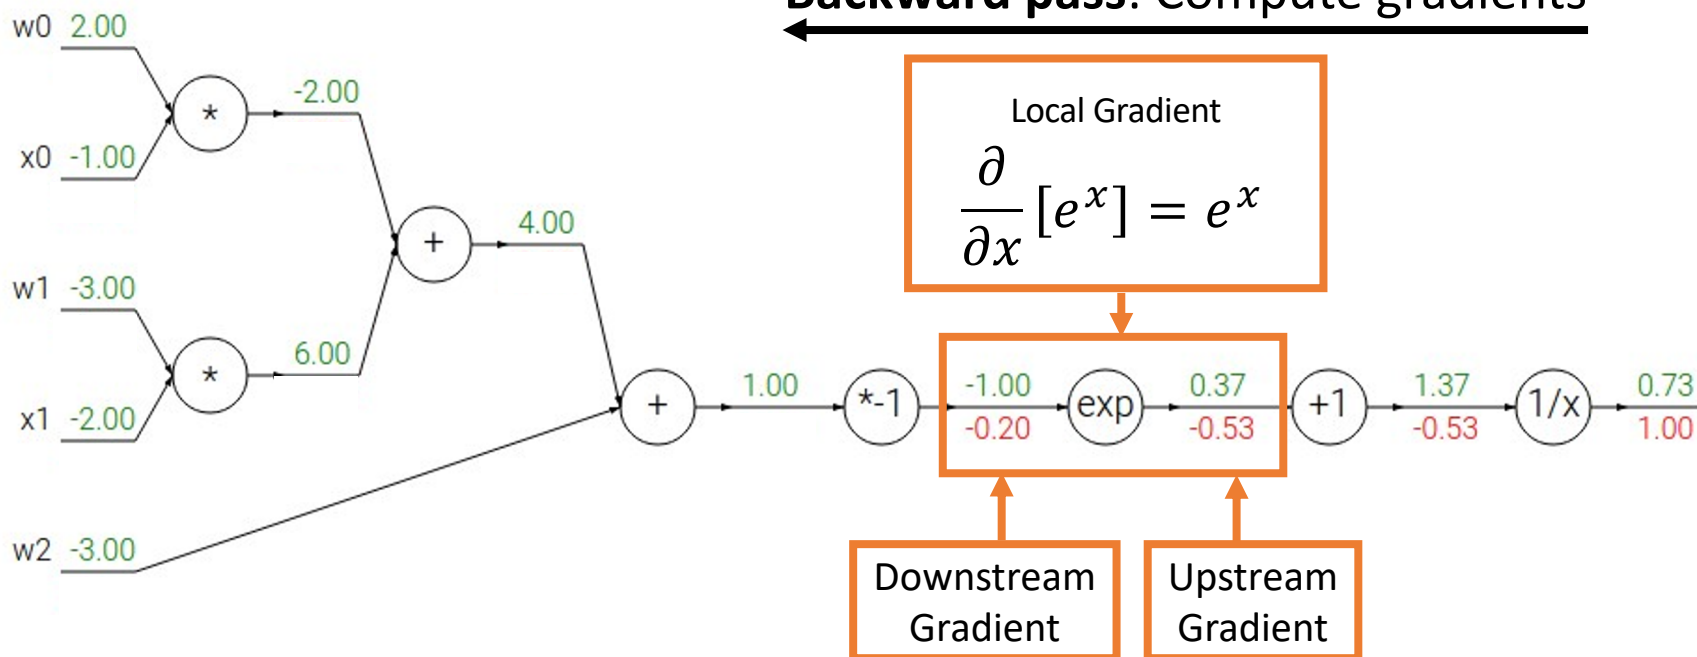 Backward pass: Compute gradients
w0 2.00
-2.00
*
x0 -1.00
Local Gradient
∂/∂x [e^x] = e^x
4.00
+
w1 -3.00
6.00
*
x1 -2.00
1.00 -1.00 0.37 1.37 0.73
+ *-1 exp +1 1/x
-0.20 -0.53 -0.53 1.00
w2 -3.00
Downstream
Gradient
Upstream
Gradient